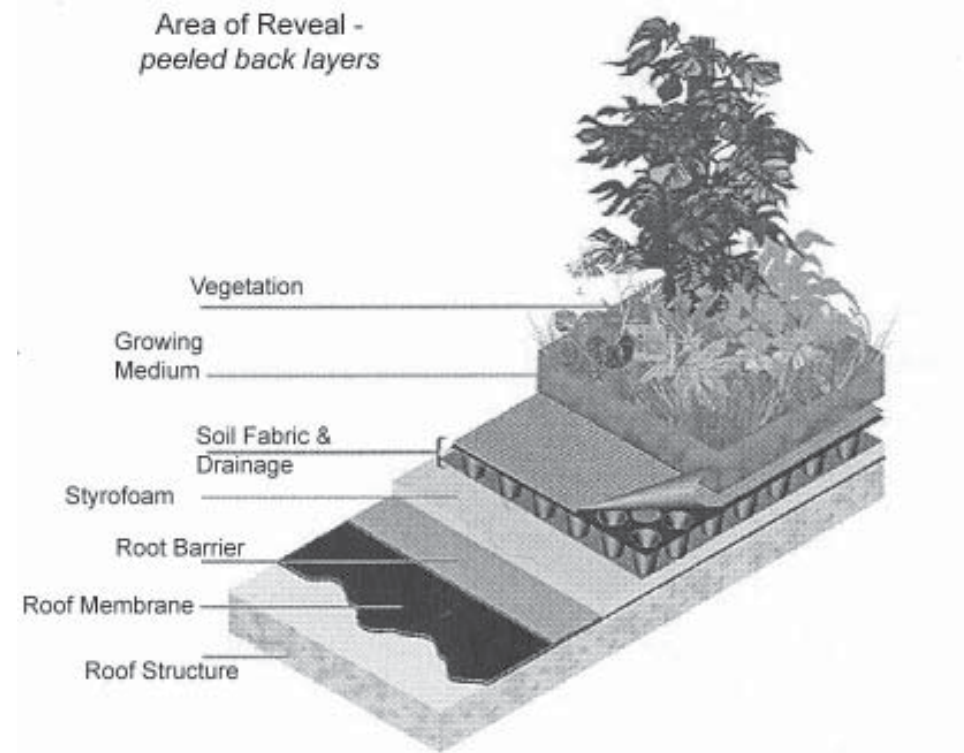 Area of Reveal -
peeled back layers
Vegetation
Growing
Medium
Soil Fabric &
Drainage
Styrofoam
Root Barrier
Roof Membrane
Roof Structure